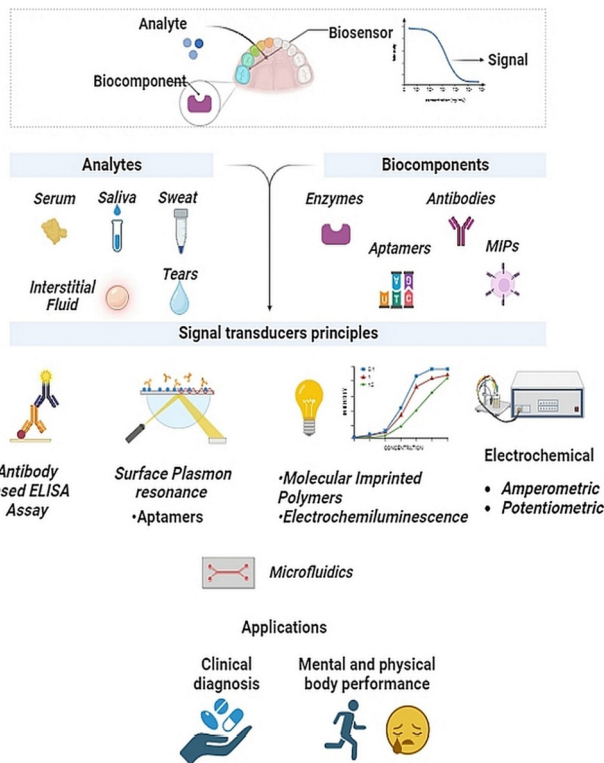 Analyte
Biosensor
Biocomponent
Signal
Analytes
Biocomponents
Serum
Saliva
Sweat
Interstitial
Fluid
Tears
Enzymes
Antibodies
Aptamers
MIPs
Signal transducers principles
CONCENTRATION
Antibody
sed ELISA
Assay
Surface Plasmon
resonance
•Aptamers
•Molecular Imprinted
Polymers
•Electrochemiluminescence
Electrochemical
• Amperometric
• Potentiometric
Microfluidics
Applications
Clinical
diagnosis
Mental and physical
body performance